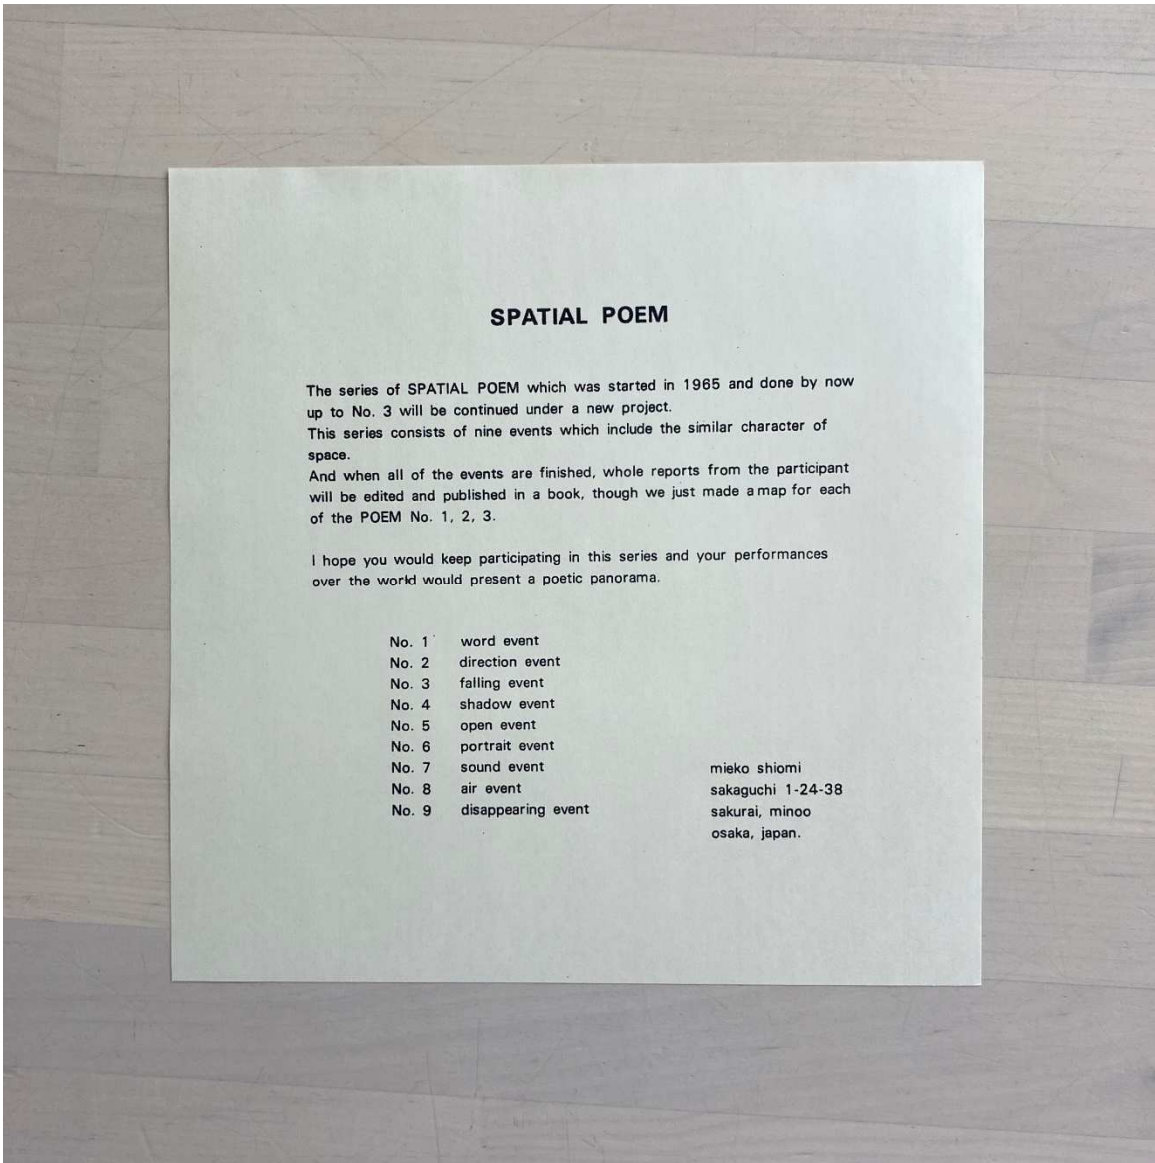 SPATIAL POEM
The series of SPATIAL POEM which was started in 1965 and done by now
up to No. 3 will be continued under a new project.
This series consists of nine events which include the similar character of
space.
And when all of the events are finished, whole reports from the participant
will be edited and published in a book, though we just made a map for each
of the POEM No. 1, 2, 3.
I hope you would keep participating in this series and your performances
over the world would present a poetic panorama.
No. 1 word event
No. 2 direction event
No. 3 falling event
No. 4 shadow event
No. 5 open event
No. 6 portrait event
No. 7 sound event
No. 8 air event
No. 9 disappearing event
mieko shiomi
sakaguchi 1-24-38
sakurai, minoo
osaka, japan.